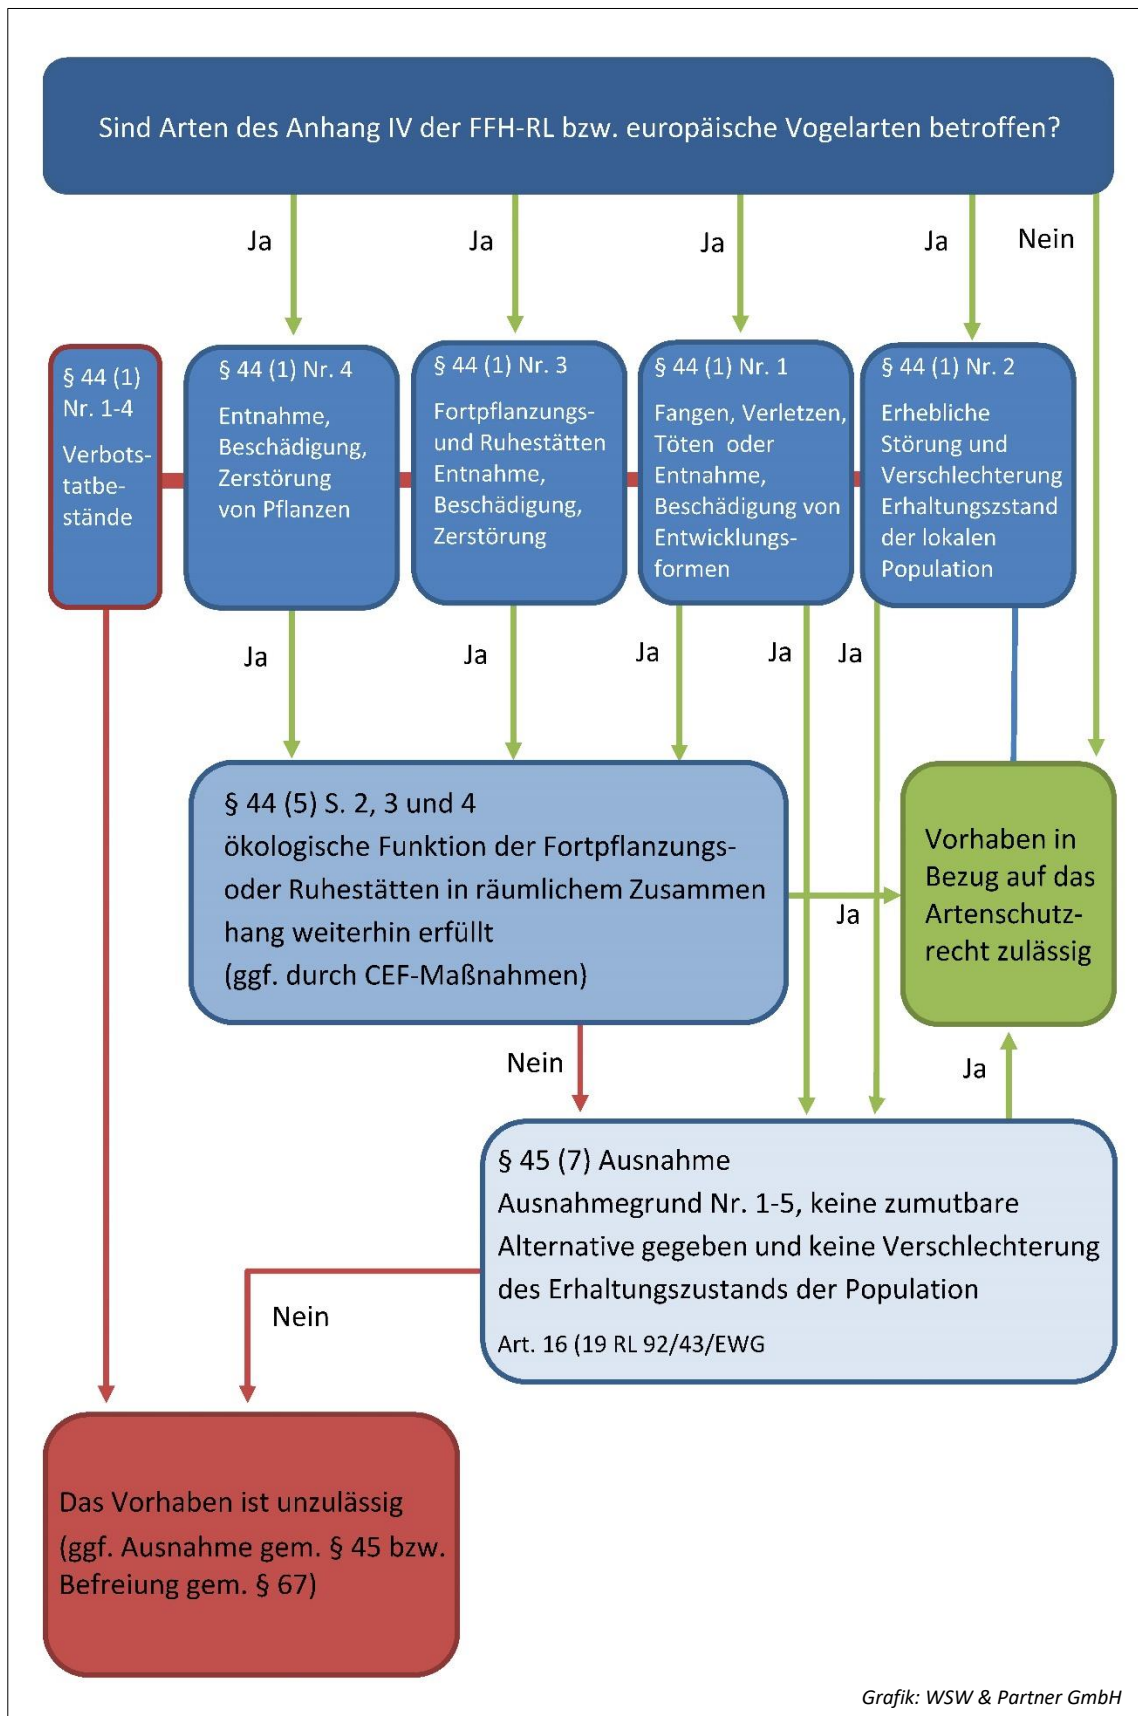 Sind Arten des Anhang IV der FFH-RL bzw. europäische Vogelarten betroffen?
Ja
Ja
Ja
Ja
Nein
§ 44 (1)
Nr. 1-4
Verbots-
tatbe-
stände
§ 44 (1) Nr. 4
Entnahme,
Beschädigung,
Zerstörung
von Pflanzen
§ 44 (1) Nr. 3
Fortpflanzungs-
und Ruhestätten
Entnahme,
Beschädigung,
Zerstörung
§ 44 (1) Nr. 1
Fangen, Verletzen,
Töten oder
Entnahme,
Beschädigung von
Entwicklungs-
formen
§ 44 (1) Nr. 2
Erhebliche
Störung und
Verschlechterung
Erhaltungszstand
der lokalen
Population
Ja
Ja
Ja
Ja
Ja
§ 44 (5) S. 2, 3 und 4
ökologische Funktion der Fortpflanzungs-
oder Ruhestätten in räumlichem Zusammen
hang weiterhin erfüllt
(ggf. durch CEF-Maßnahmen)
Ja
Vorhaben in
Bezug auf das
Artenschutz-
recht zulässig
Nein
Ja
§ 45 (7) Ausnahme
Ausnahmegrund Nr. 1-5, keine zumutbare
Alternative gegeben und keine Verschlechterung
des Erhaltungszustands der Population
Art. 16 (19 RL 92/43/EWG
Nein
Das Vorhaben ist unzulässig
(ggf. Ausnahme gem. § 45 bzw.
Befreiung gem. § 67)
Grafik: WSW & Partner GmbH